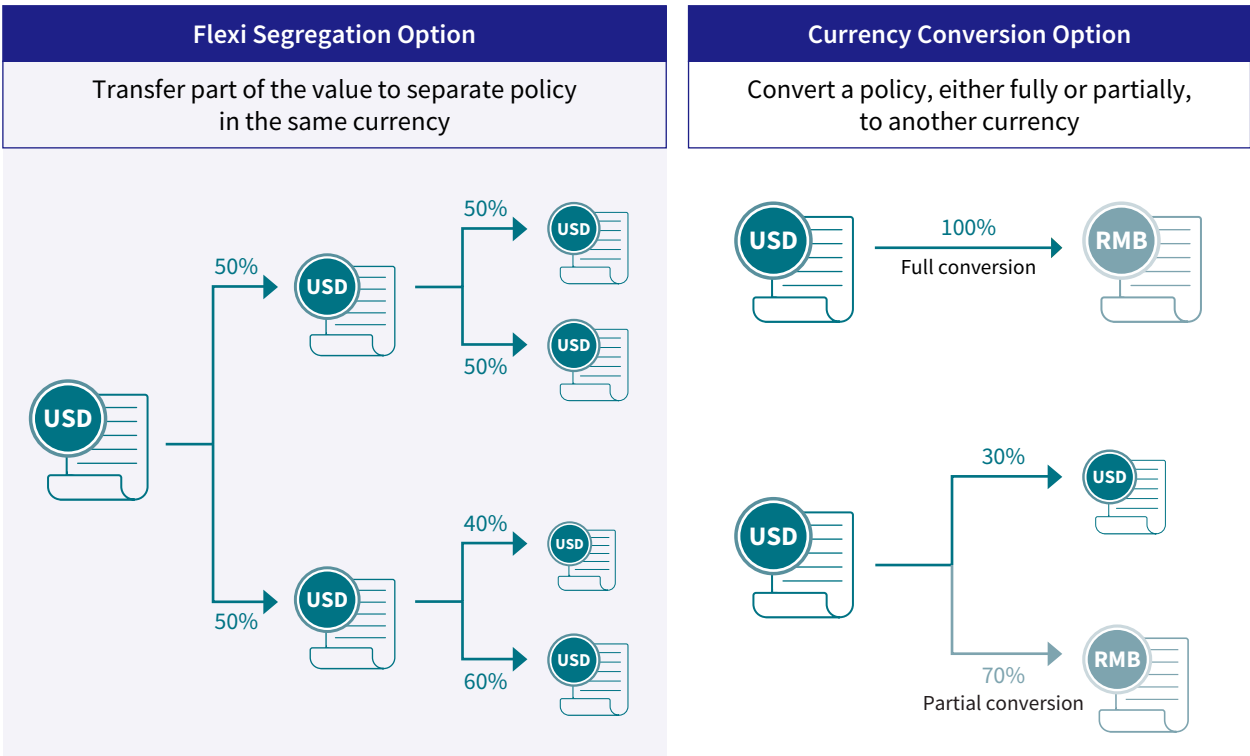 Flexi Segregation Option
Transfer part of the value to separate policy
in the same currency
50%
USD
50%
USD
50%
USD
50%
USD
USD
40%
USD
50%
USD
60%
USD
Currency Conversion Option
Convert a policy, either fully or partially,
to another currency
USD
100%
Full conversion
RMB
30%
USD
USD
70%
Partial conversion
RMB